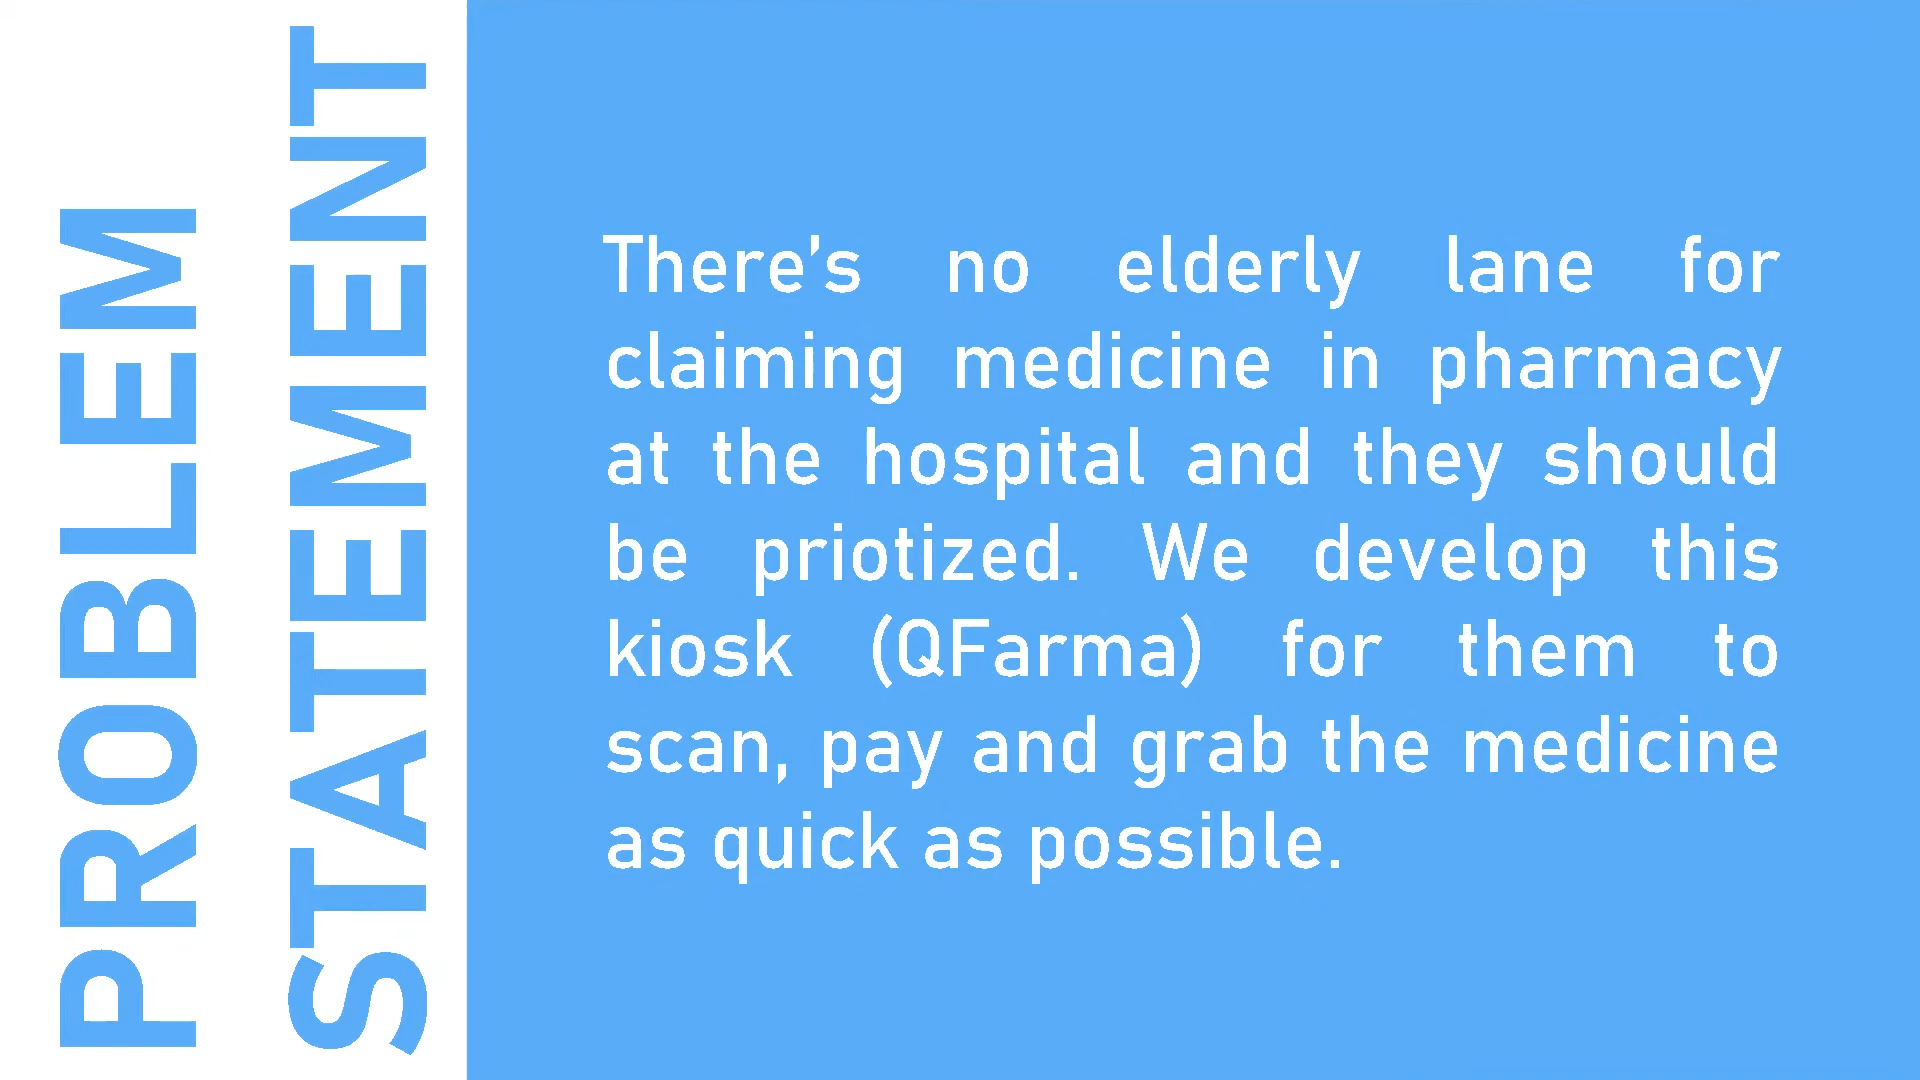 PROBLEM
STATEMENT
There’s no elderly lane for
claiming medicine in pharmacy
at the hospital and they should
be priotized. We develop this
kiosk (QFarma) for them to
scan, pay and grab the medicine
as quick as possible.